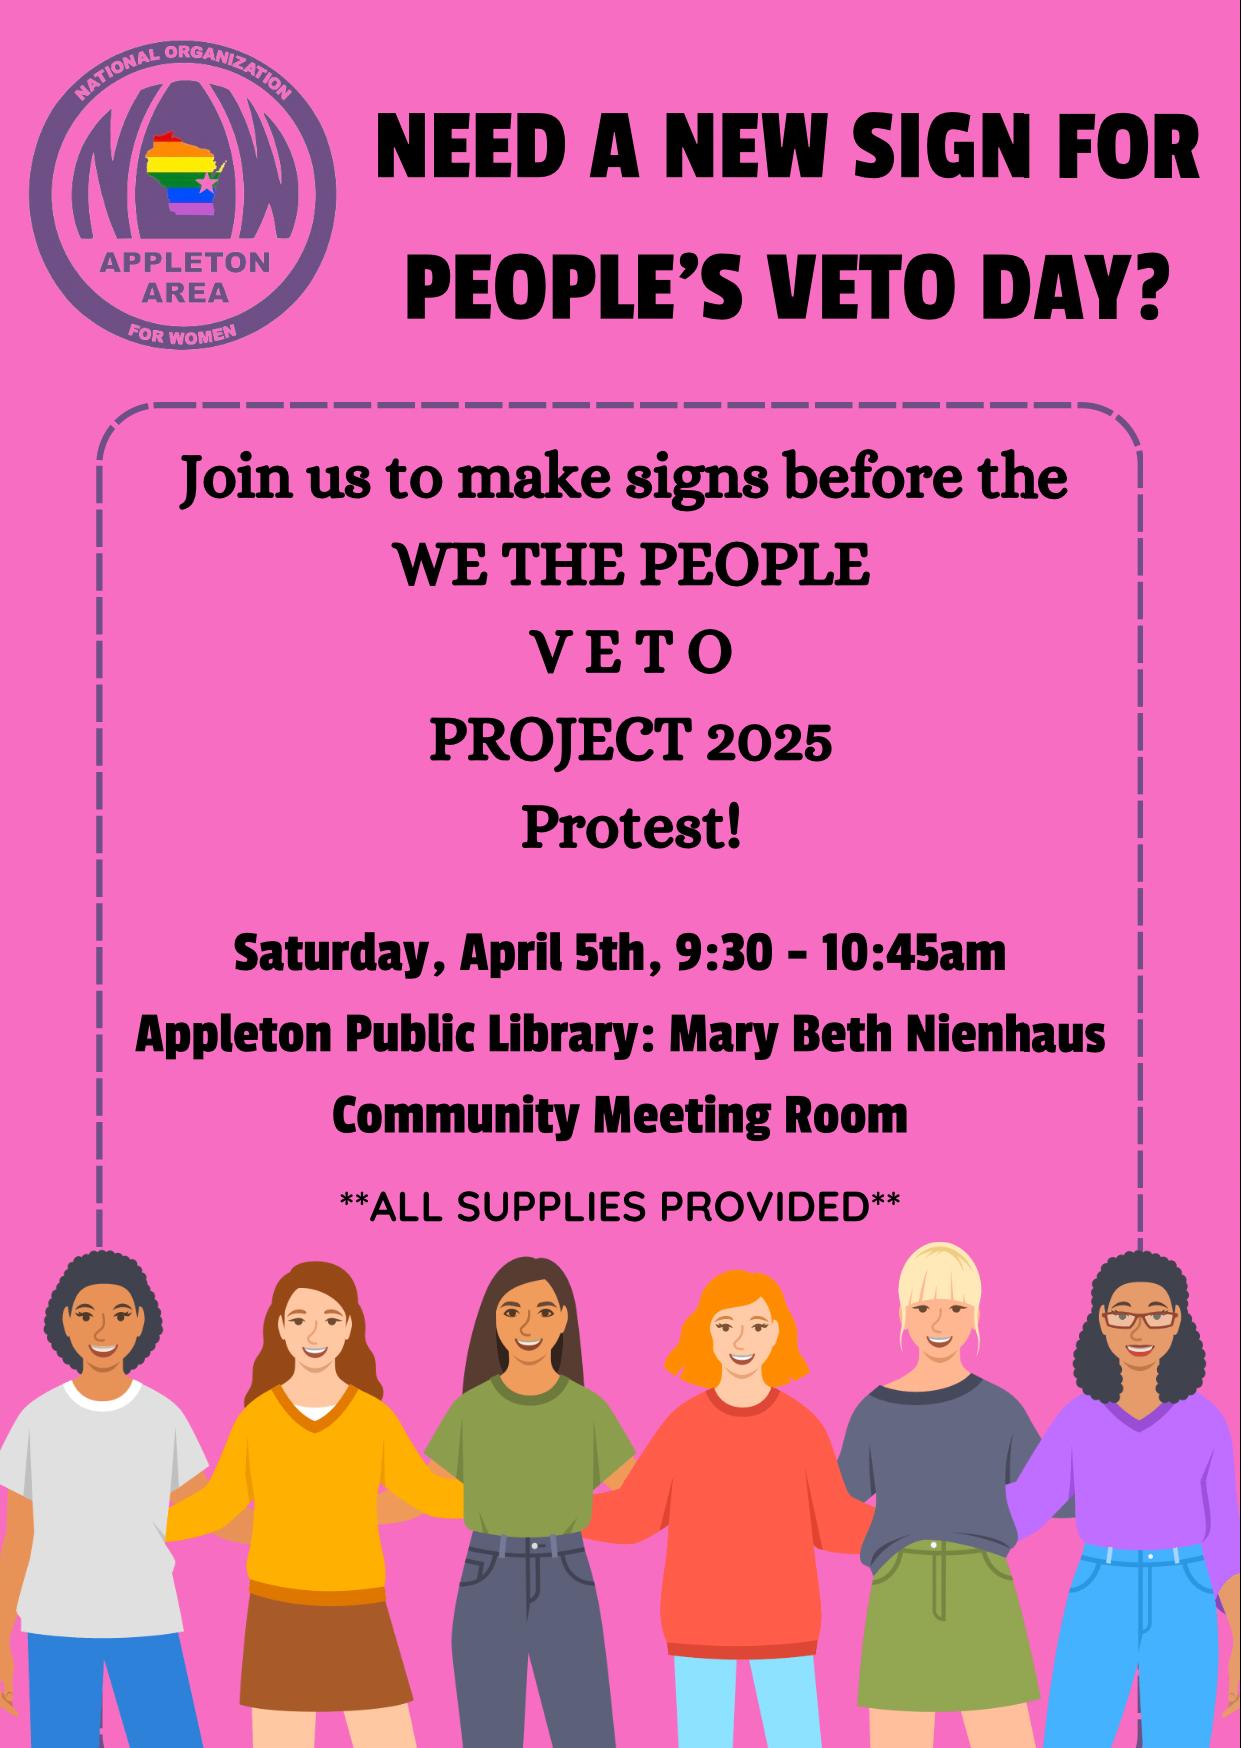 NATIONAL ORGANIZATION
NOW
APPLETON
AREA
FOR WOMEN
NEED A NEW SIGN FOR
PEOPLE'S VETO DAY?
Join us to make signs before the
WE THE PEOPLE
V E T O
PROJECT 2025
Protest!
Saturday, April 5th, 9:30 - 10:45am
Appleton Public Library: Mary Beth Nienhaus
Community Meeting Room
**ALL SUPPLIES PROVIDED**